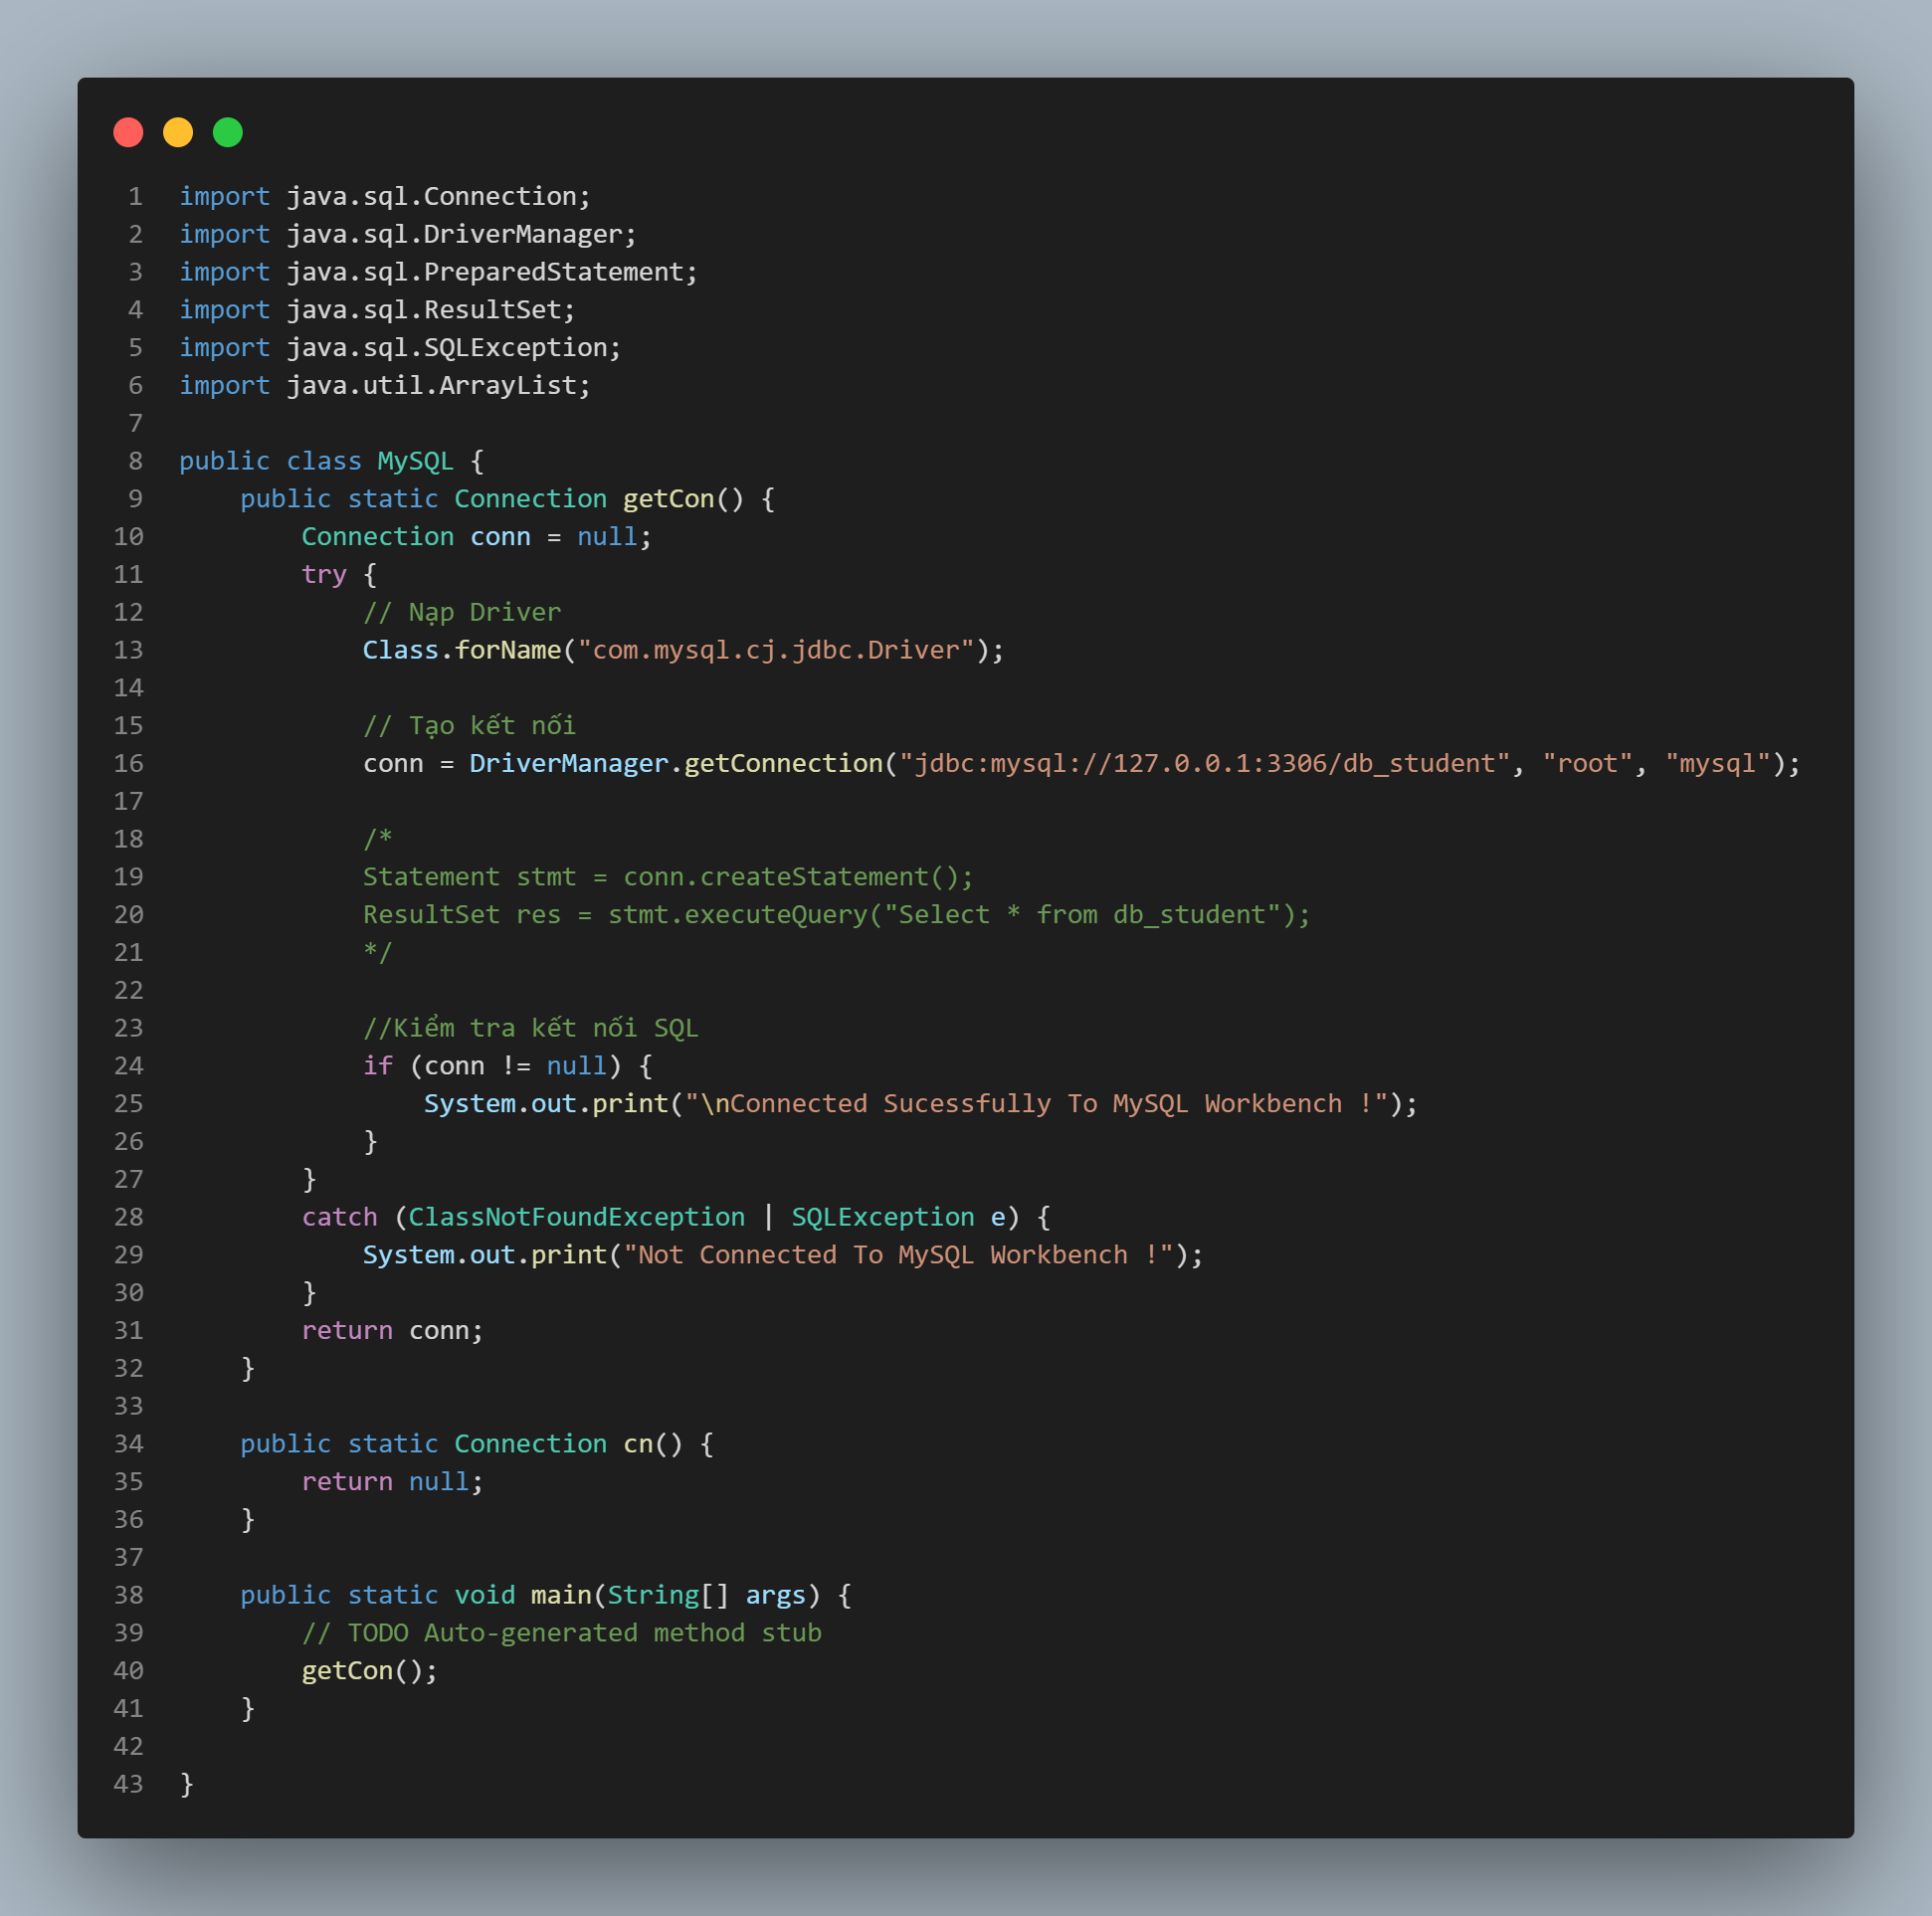 1 import java.sql.Connection;
2 import java.sql.DriverManager;
3 import java.sql.PreparedStatement;
4 import java.sql.ResultSet;
5 import java.sql.SQLException;
6 import java.util.ArrayList;
7
8 public class MySQL {
9     public static Connection getCon() {
10         Connection conn = null;
11         try {
12             // Nạp Driver
13             Class.forName("com.mysql.cj.jdbc.Driver");
14
15             // Tạo kết nối
16             conn = DriverManager.getConnection("jdbc:mysql://127.0.0.1:3306/db_student", "root", "mysql");
17
18             /*
19             Statement stmt = conn.createStatement();
20             ResultSet res = stmt.executeQuery("Select * from db_student");
21             */
22
23             //Kiểm tra kết nối SQL
24             if (conn != null) {
25                 System.out.print("\nConnected Sucessfully To MySQL Workbench !");
26             }
27         }
28         catch (ClassNotFoundException | SQLException e) {
29             System.out.print("Not Connected To MySQL Workbench !");
30         }
31         return conn;
32     }
33
34     public static Connection cn() {
35         return null;
36     }
37
38     public static void main(String[] args) {
39         // TODO Auto-generated method stub
40         getCon();
41     }
42
43 }